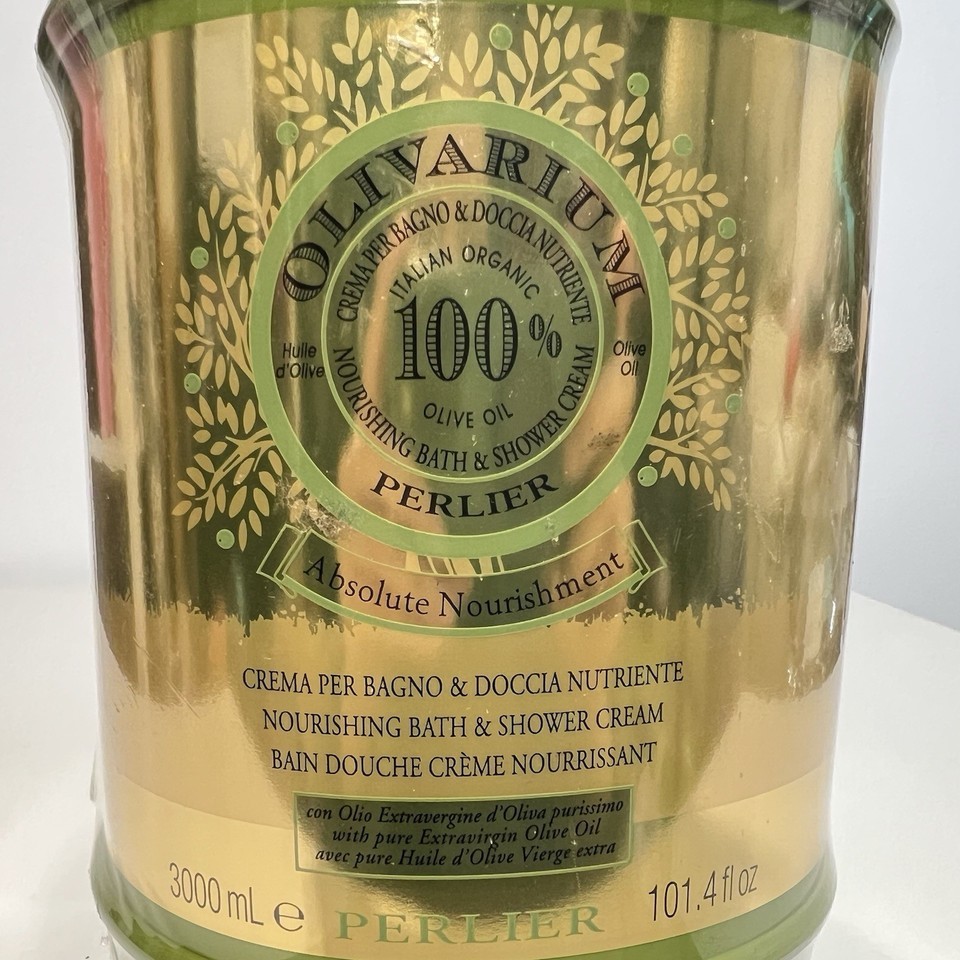 OLIVARIUM
CREMA PER BAGNO & DOCCIA NUTRIENTE
ITALIAN ORGANIC
100%
Huile
d'Olive
Olive
Oil
OLIVE OIL
NOURISHING BATH & SHOWER CREAM
PERLIER
Absolute Nourishment
CREMA PER BAGNO & DOCCIA NUTRIENTE
NOURISHING BATH & SHOWER CREAM
BAIN DOUCHE CRÈME NOURRISSANT
con Olio Extravergine d'Oliva purissimo
with pure Extravirgin Olive Oil
avec pure Huile d'Olive Vierge extra
3000 mL ℮
PERLIER
101.4 fl oz